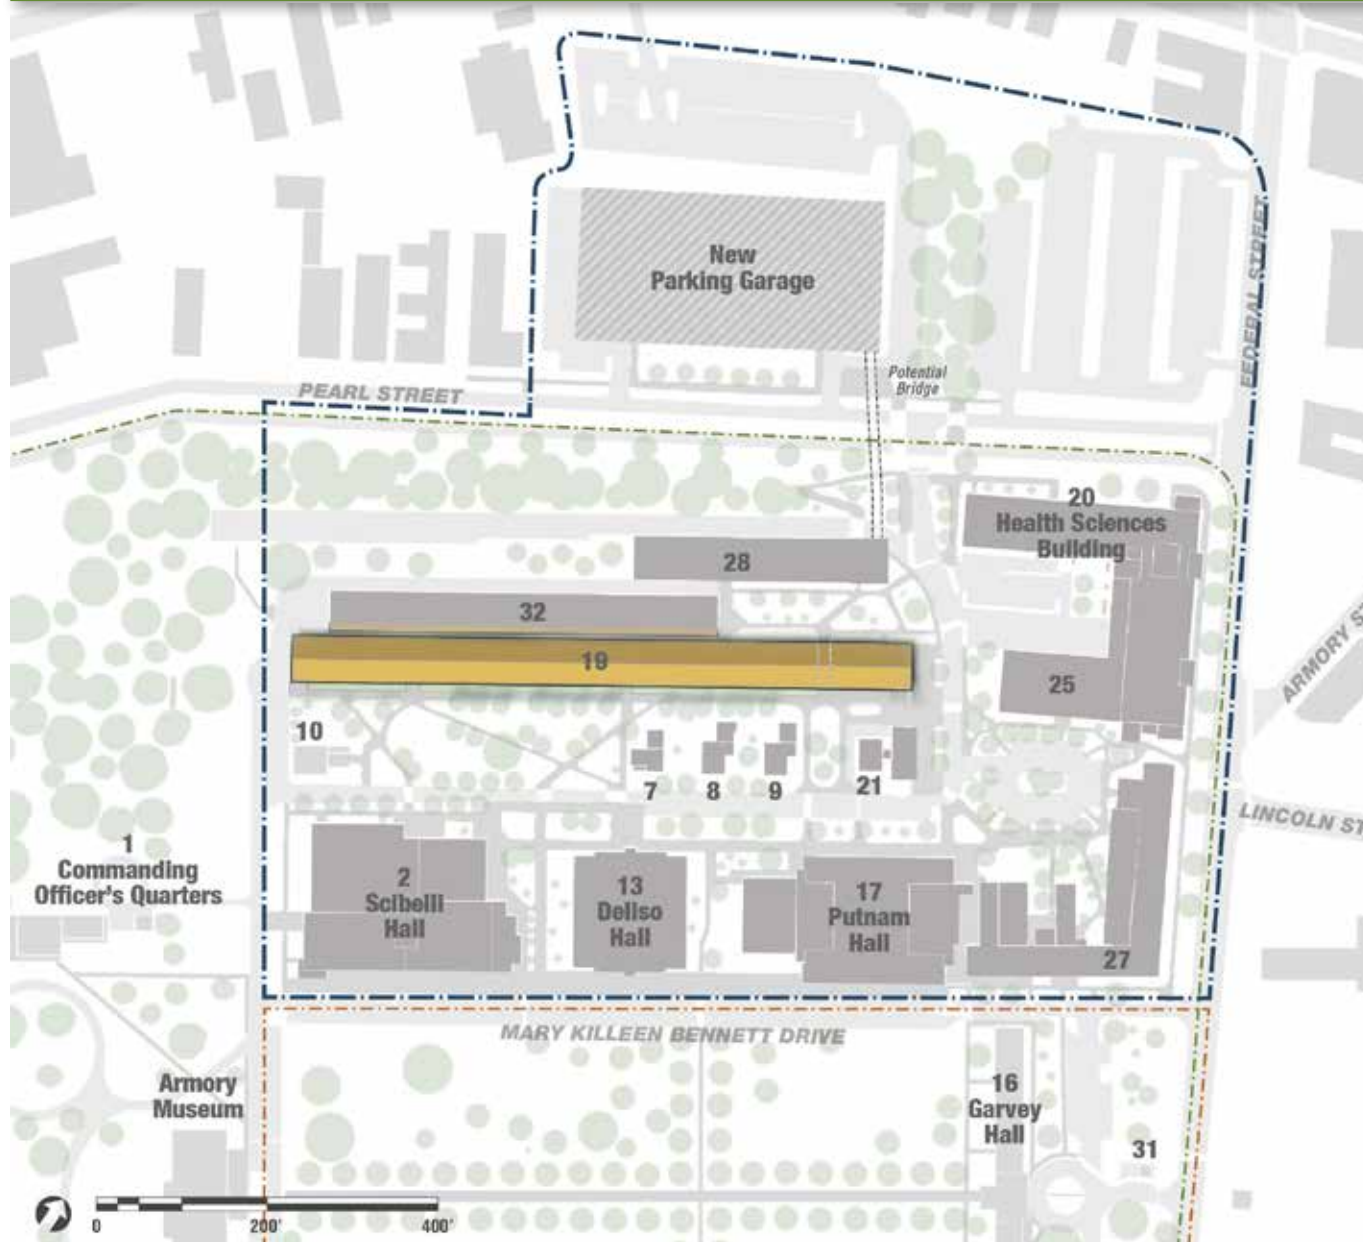 New
Parking Garage
FEDERAL STREET
Potential
Bridge
PEARL STREET
20
Health Sciences
Building
28
32
19
25
ARMORY S
10
7
8
9
21
LINCOLN ST
1
Commanding
Officer's Quarters
2
Scibelli
Hall
13
Deliso
Hall
17
Putnam
Hall
27
MARY KILLEEN BENNETT DRIVE
Armory
Museum
16
Garvey
Hall
31
0
200'
400'